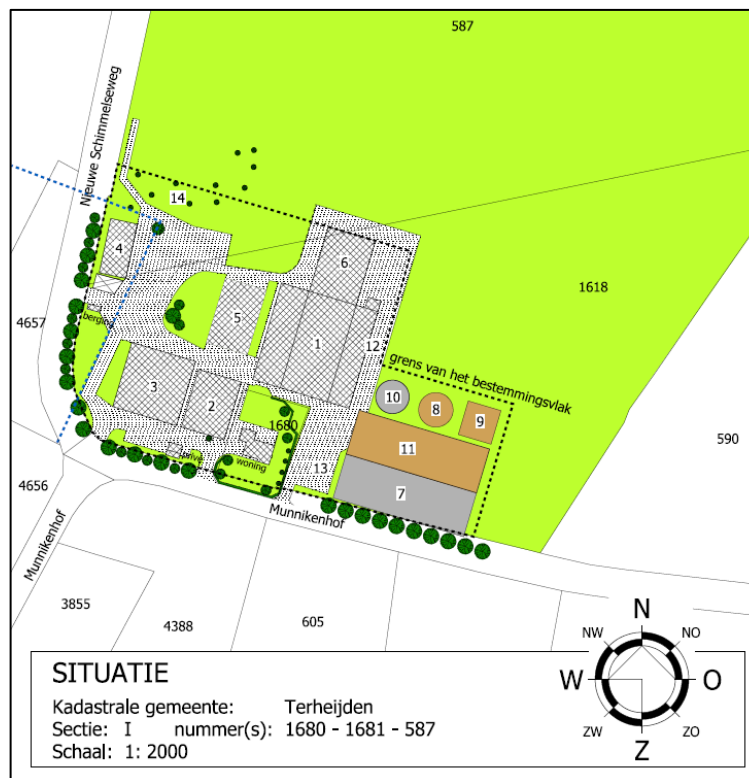 587
Nieuwe Schimmelseweg
14
4
6
1618
4657
berging
5
1
12
grens van het bestemmingsvlak
3
2
10
8
9
1680
11
590
privé
woning
13
7
4656
Munnikenhof
Munnikenhof
3855
4388
605
SITUATIE
Kadastrale gemeente: Terheijden
Sectie: I nummer(s): 1680 - 1681 - 587
Schaal: 1: 2000
N
NW NO
W O
ZW ZO
Z